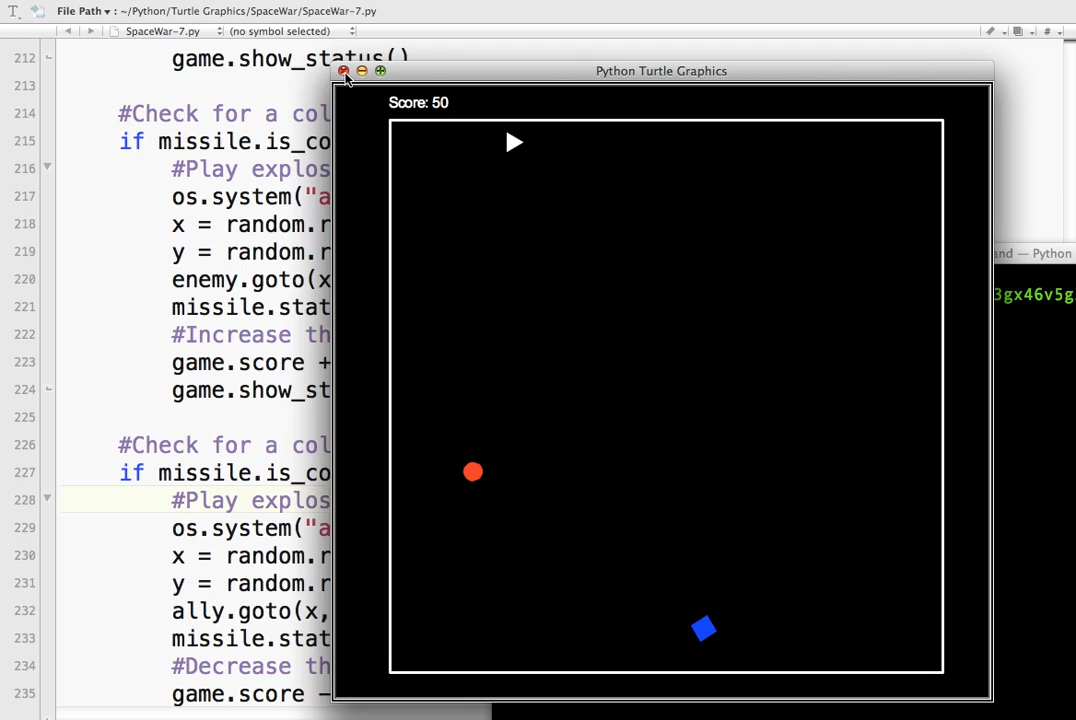 File Path ▾ : ~/Python/Turtle Graphics/SpaceWar/SpaceWar-7.py
SpaceWar-7.py (no symbol selected) #
212 game.show_status()
Python Turtle Graphics
213
Score: 50
214 #Check for a col
215 if missile.is_co
216 #Play explos
217 os.system("a
218 x = random.r
219 y = random.r
and — Python
220 enemy.goto(x
3gx46v5g
221 missile.stat
222 #Increase th
223 game.score +
224 game.show_st
225
226 #Check for a col
227 if missile.is_co
228 #Play explos
229 os.system("a
230 x = random.r
231 y = random.r
232 ally.goto(x,
233 missile.stat
234 #Decrease th
235 game.score -